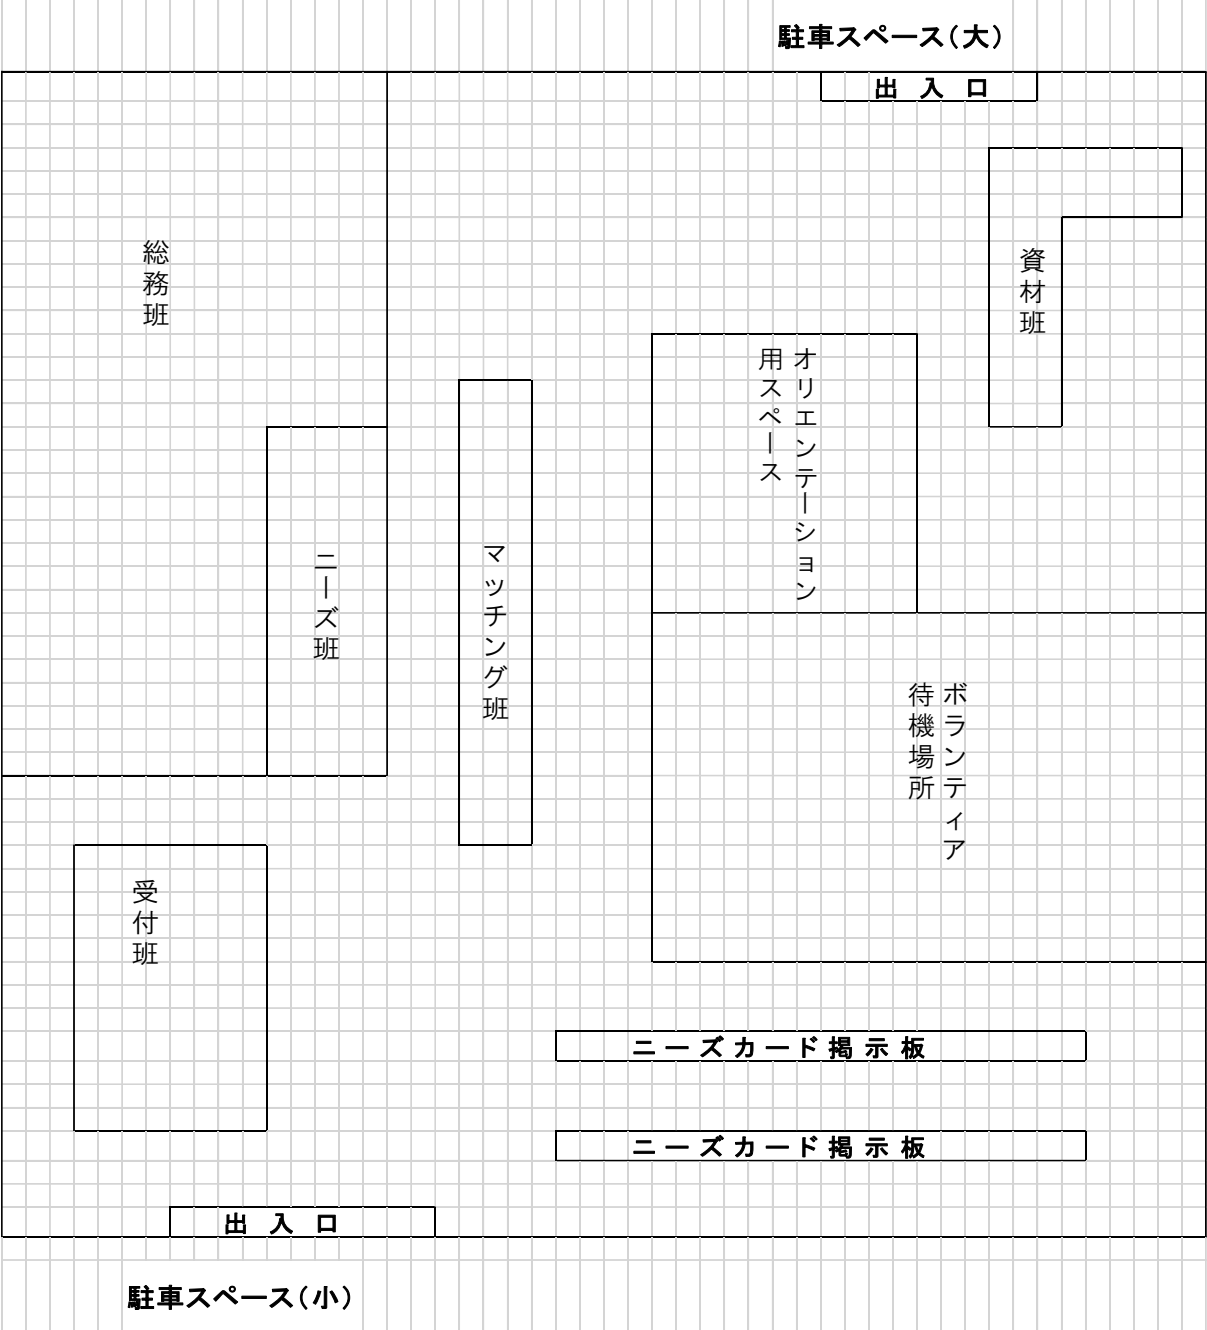 駐車スペース（大）
出入口
総務班
資材班
オリエンテーション
用スペース
ニーズ班
マッチング班
ボランティア
待機場所
受付班
ニーズカード掲示板
ニーズカード掲示板
出入口
駐車スペース（小）